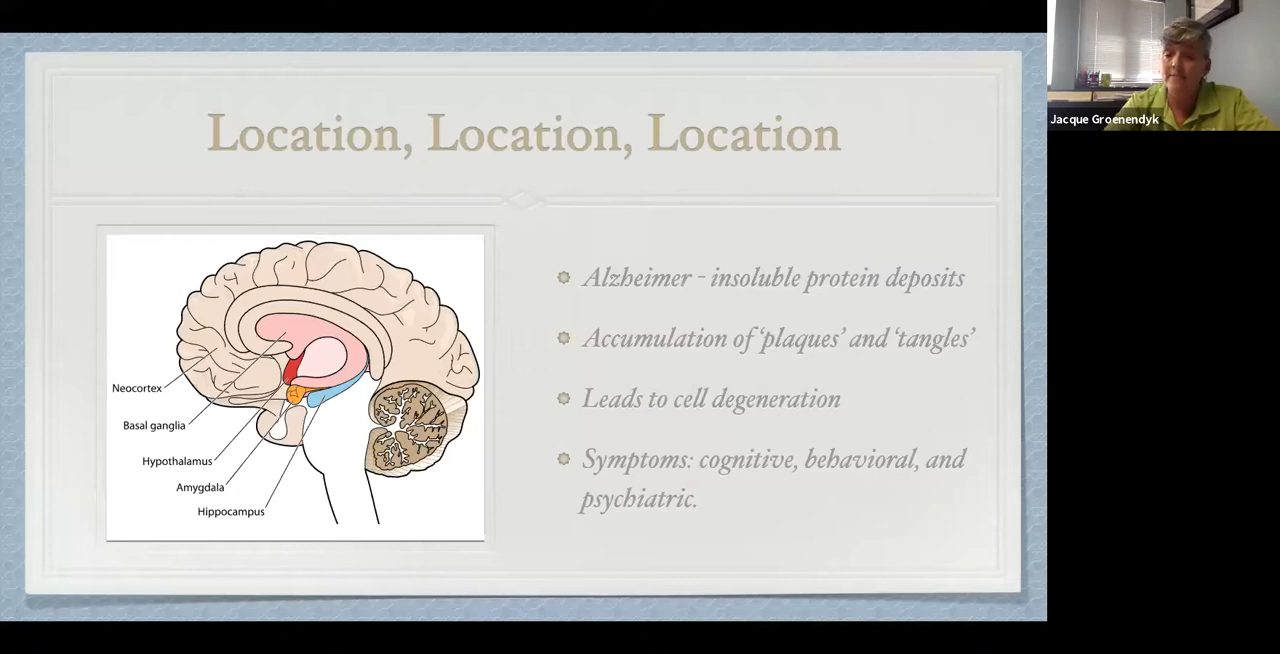 Location, Location, Location
Neocortex
Basal ganglia
Hypothalamus
Amygdala
Hippocampus
Alzheimer - insoluble protein deposits
Accumulation of ‘plaques’ and ‘tangles’
Leads to cell degeneration
Symptoms: cognitive, behavioral, and
psychiatric.
Jacque Groenendyk